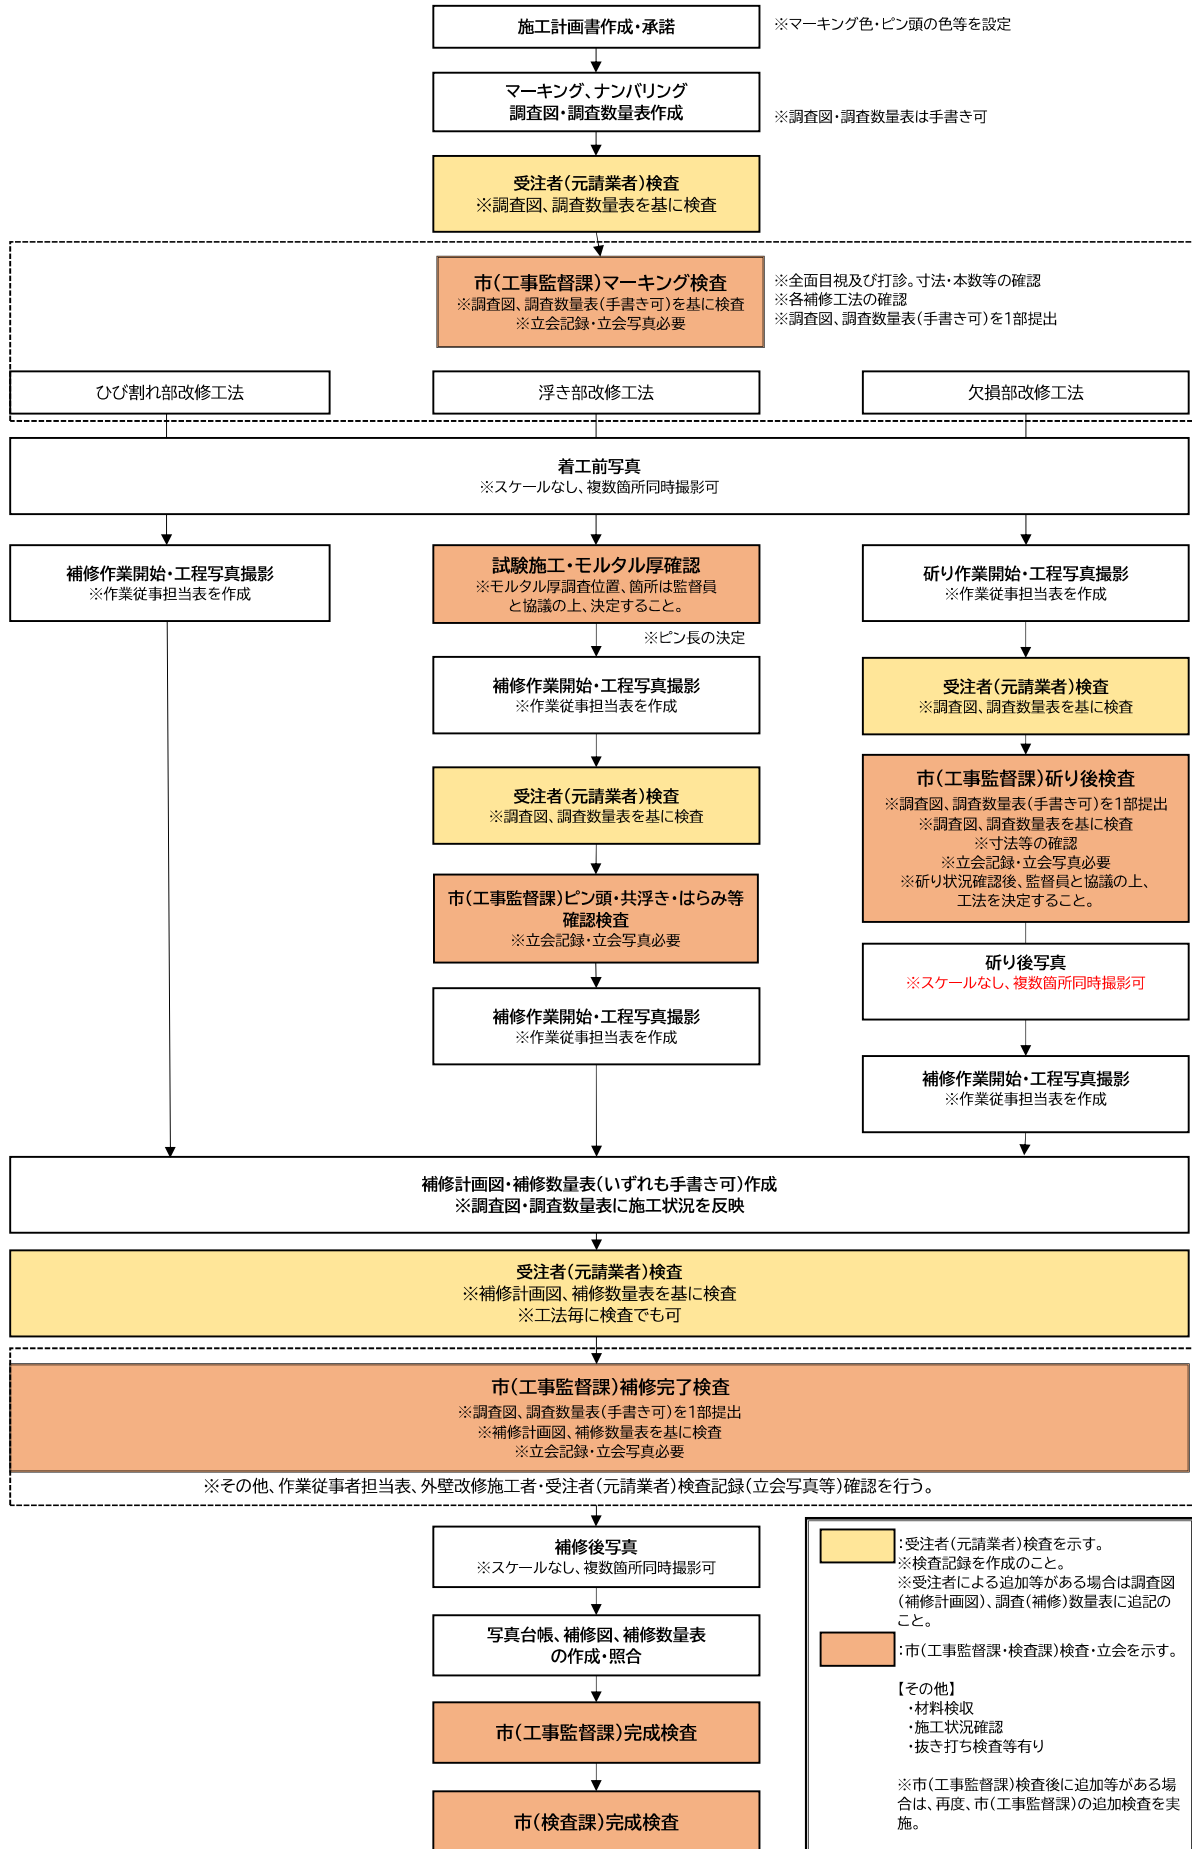 施工計画書作成・承諾
※マーキング色・ピン頭の色等を設定
マーキング、ナンバリング
調査図・調査数量表作成
※調査図・調査数量表は手書き可
受注者(元請業者)検査
※調査図、調査数量表を基に検査
市(工事監督課)マーキング検査
※調査図、調査数量表(手書き可)を基に検査
※立会記録・立会写真必要
※全面目視及び打診。寸法・本数等の確認
※各補修工法の確認
※調査図、調査数量表(手書き可)を1部提出
ひび割れ部改修工法
浮き部改修工法
欠損部改修工法
着工前写真
※スケールなし、複数箇所同時撮影可
補修作業開始・工程写真撮影
※作業従事担当表を作成
試験施工・モルタル厚確認
※モルタル厚調査位置、箇所は監督員
と協議の上、決定すること。
※ピン長の決定
補修作業開始・工程写真撮影
※作業従事担当表を作成
受注者(元請業者)検査
※調査図、調査数量表を基に検査
市(工事監督課)ピン頭・共浮き・はらみ等
確認検査
※立会記録・立会写真必要
補修作業開始・工程写真撮影
※作業従事担当表を作成
斫り作業開始・工程写真撮影
※作業従事担当表を作成
受注者(元請業者)検査
※調査図、調査数量表を基に検査
市(工事監督課)斫り後検査
※調査図、調査数量表(手書き可)を1部提出
※調査図、調査数量表を基に検査
※寸法等の確認
※立会記録・立会写真必要
※斫り状況確認後、監督員と協議の上、
工法を決定すること。
斫り後写真
※スケールなし、複数箇所同時撮影可
補修作業開始・工程写真撮影
※作業従事担当表を作成
補修計画図・補修数量表(いずれも手書き可)作成
※調査図・調査数量表に施工状況を反映
受注者(元請業者)検査
※補修計画図、補修数量表を基に検査
※工法毎に検査でも可
市(工事監督課)補修完了検査
※調査図、調査数量表(手書き可)を1部提出
※補修計画図、補修数量表を基に検査
※立会記録・立会写真必要
※その他、作業従事者担当表、外壁改修施工者・受注者(元請業者)検査記録(立会写真等)確認を行う。
補修後写真
※スケールなし、複数箇所同時撮影可
写真台帳、補修図、補修数量表
の作成・照合
市(工事監督課)完成検査
市(検査課)完成検査
:受注者(元請業者)検査を示す。
※検査記録を作成のこと。
※受注者による追加等がある場合は調査図
(補修計画図)、調査(補修)数量表に追記の
こと。
:市(工事監督課・検査課)検査・立会を示す。
【その他】
・材料検収
・施工状況確認
・抜き打ち検査等有り
※市(工事監督課)検査後に追加等がある場
合は、再度、市(工事監督課)の追加検査を実
施。